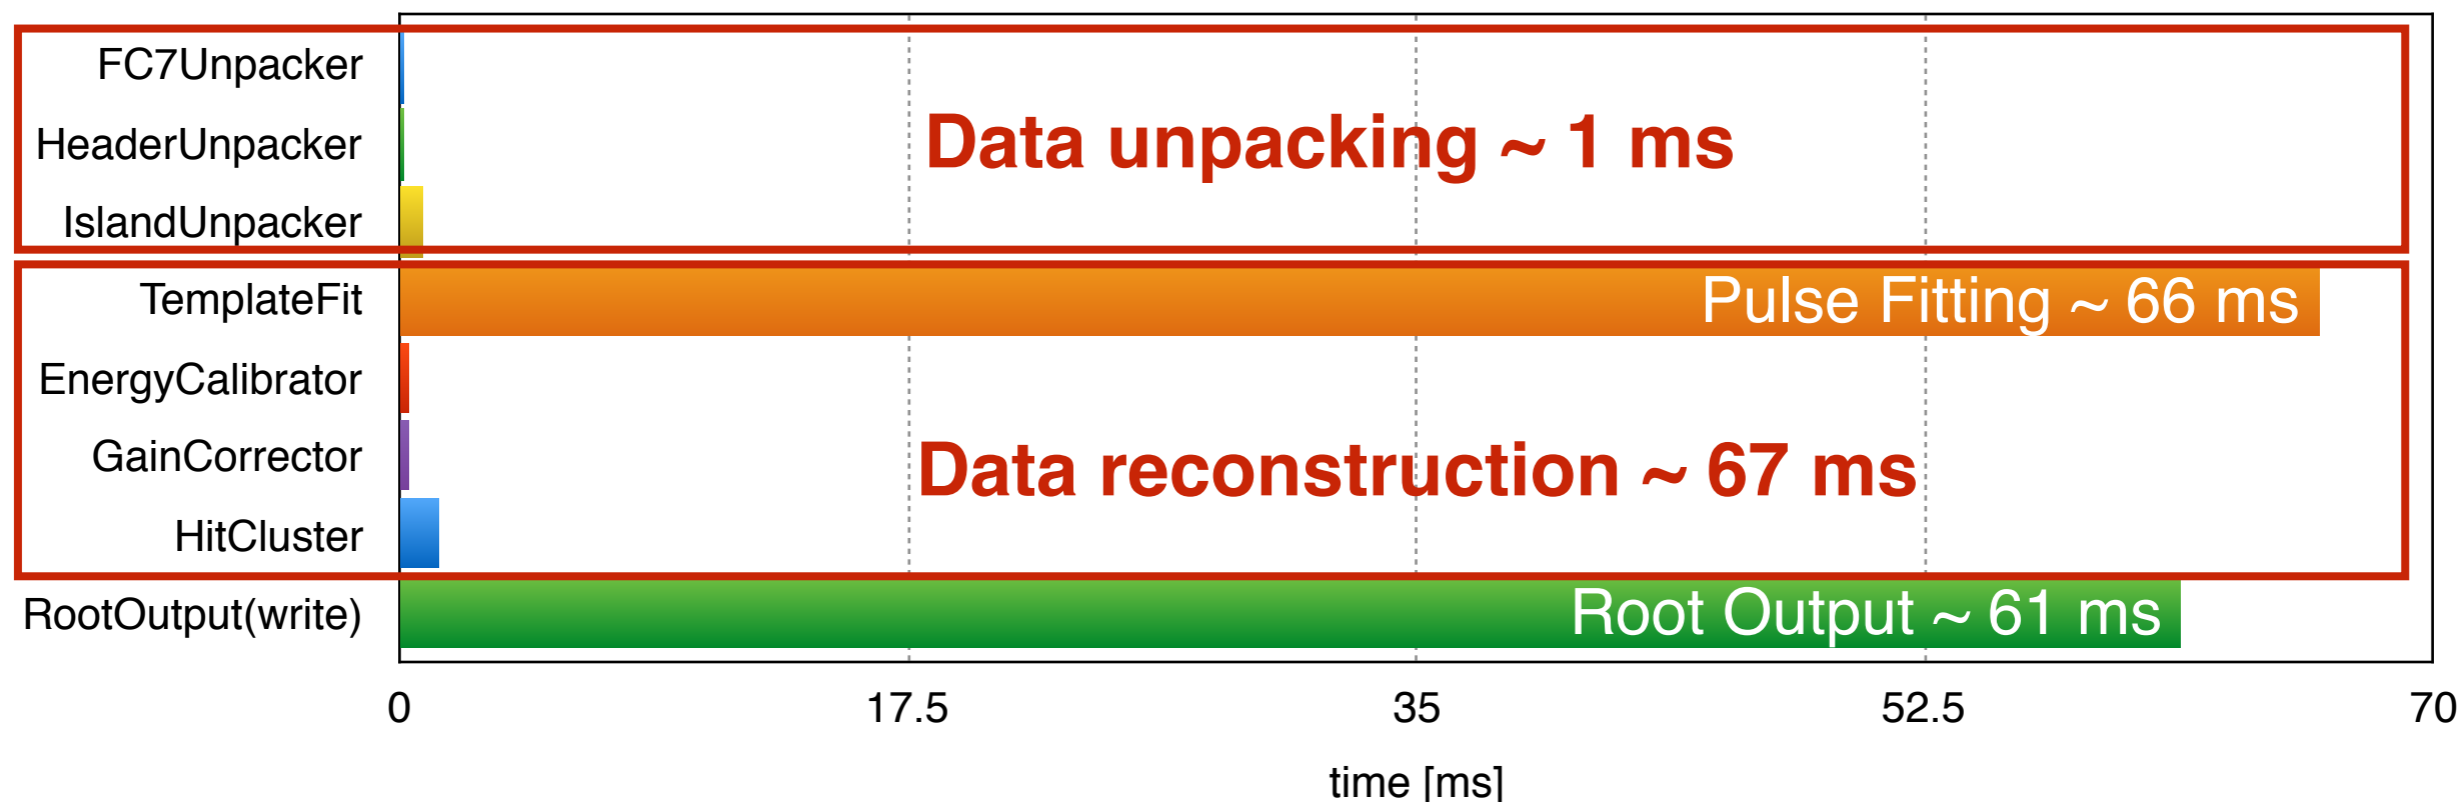 FC7Unpacker
HeaderUnpacker
Data unpacking ~ 1 ms
IslandUnpacker
TemplateFit
Pulse Fitting ~ 66 ms
EnergyCalibrator
GainCorrector
Data reconstruction ~ 67 ms
HitCluster
RootOutput(write)
Root Output ~ 61 ms
0 17.5 35 52.5 70
time [ms]